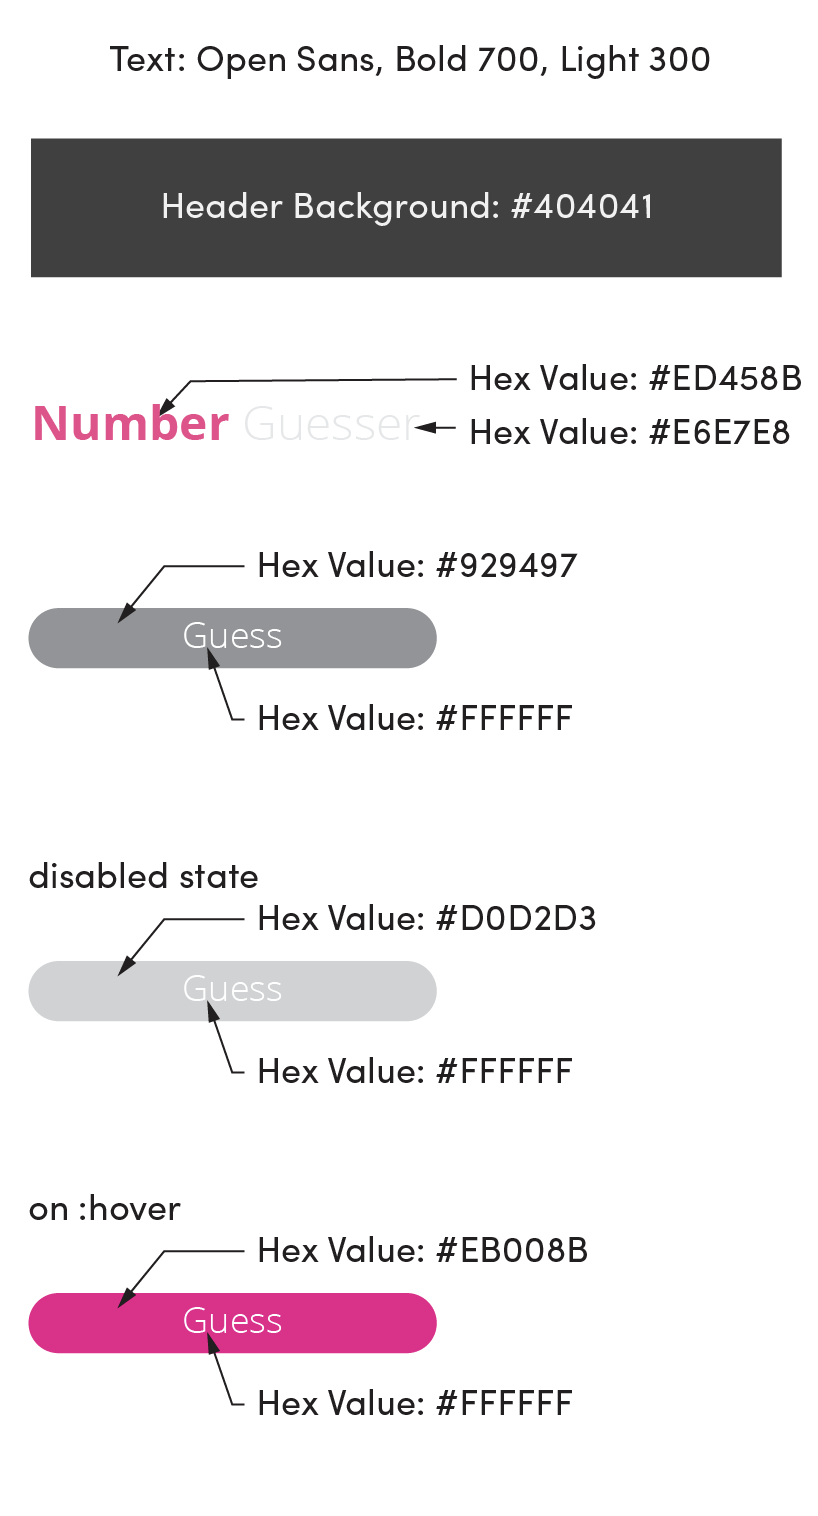 Text: Open Sans, Bold 700, Light 300
Header Background: #404041
Hex Value: #ED458B
Number Guesser
Hex Value: #E6E7E8
Hex Value: #929497
Guess
Hex Value: #FFFFFF
disabled state
Hex Value: #D0D2D3
Guess
Hex Value: #FFFFFF
on :hover
Hex Value: #EB008B
Guess
Hex Value: #FFFFFF